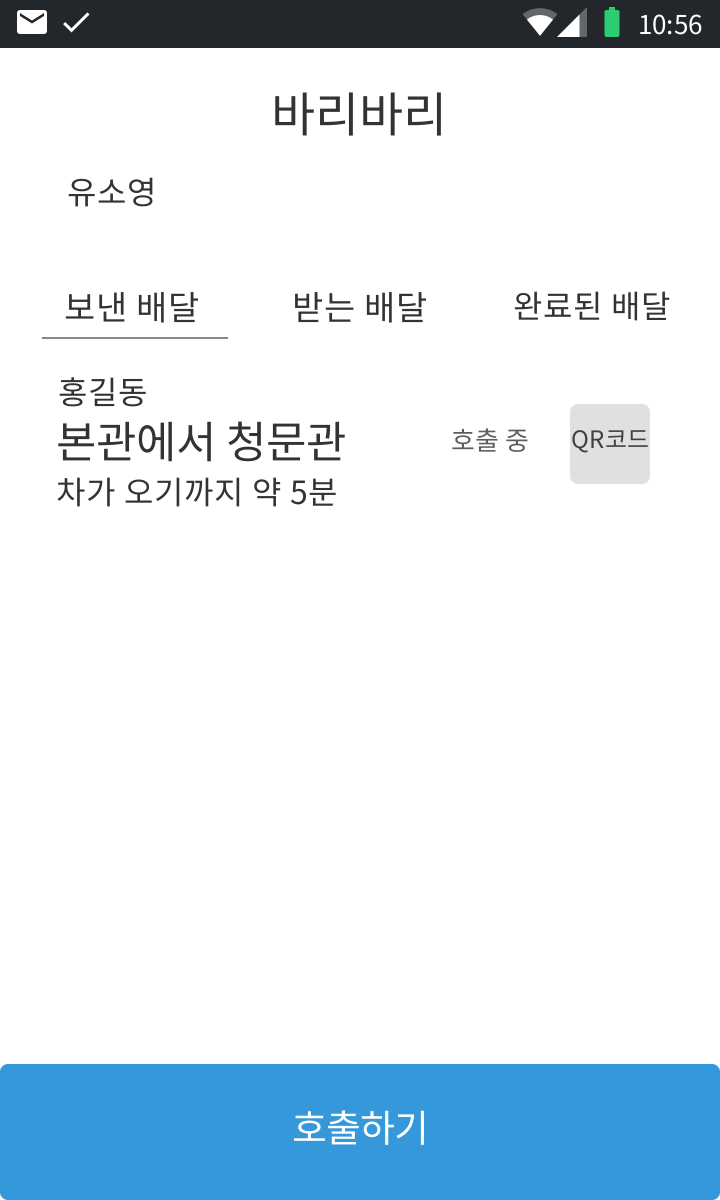 10:56
바리바리
유소영
보낸 배달
받는 배달
완료된 배달
홍길동
본관에서 청문관
차가 오기까지 약 5분
호출 중
QR코드
호출하기